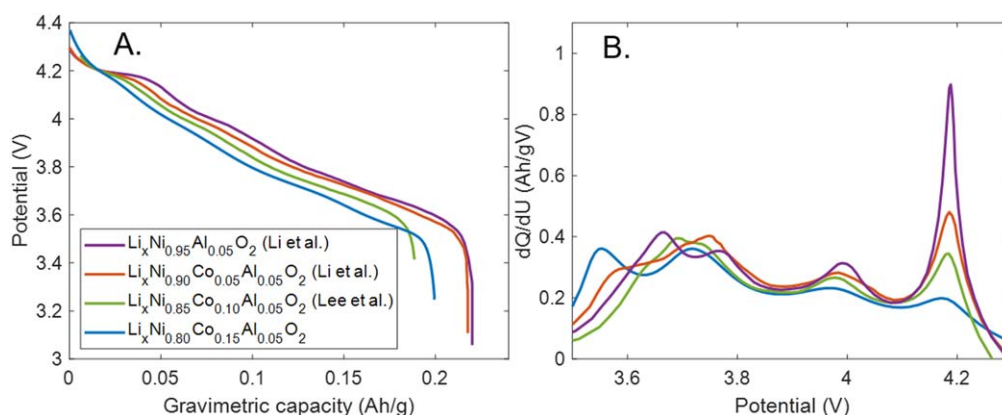 A.
Potential (V)
4.4
4.2
4
3.8
3.6
3.4
3.2
3
LiₓNi₀.₉₅Al₀.₀₅O₂ (Li et al.)
LiₓNi₀.₉₀Co₀.₀₅Al₀.₀₅O₂ (Li et al.)
LiₓNi₀.₈₅Co₀.₁₀Al₀.₀₅O₂ (Lee et al.)
LiₓNi₀.₈₀Co₀.₁₅Al₀.₀₅O₂
0 0.05 0.1 0.15 0.2
Gravimetric capacity (Ah/g)
B.
dQ/dU (Ah/gV)
1
0.8
0.6
0.4
0.2
0
3.6 3.8 4 4.2
Potential (V)